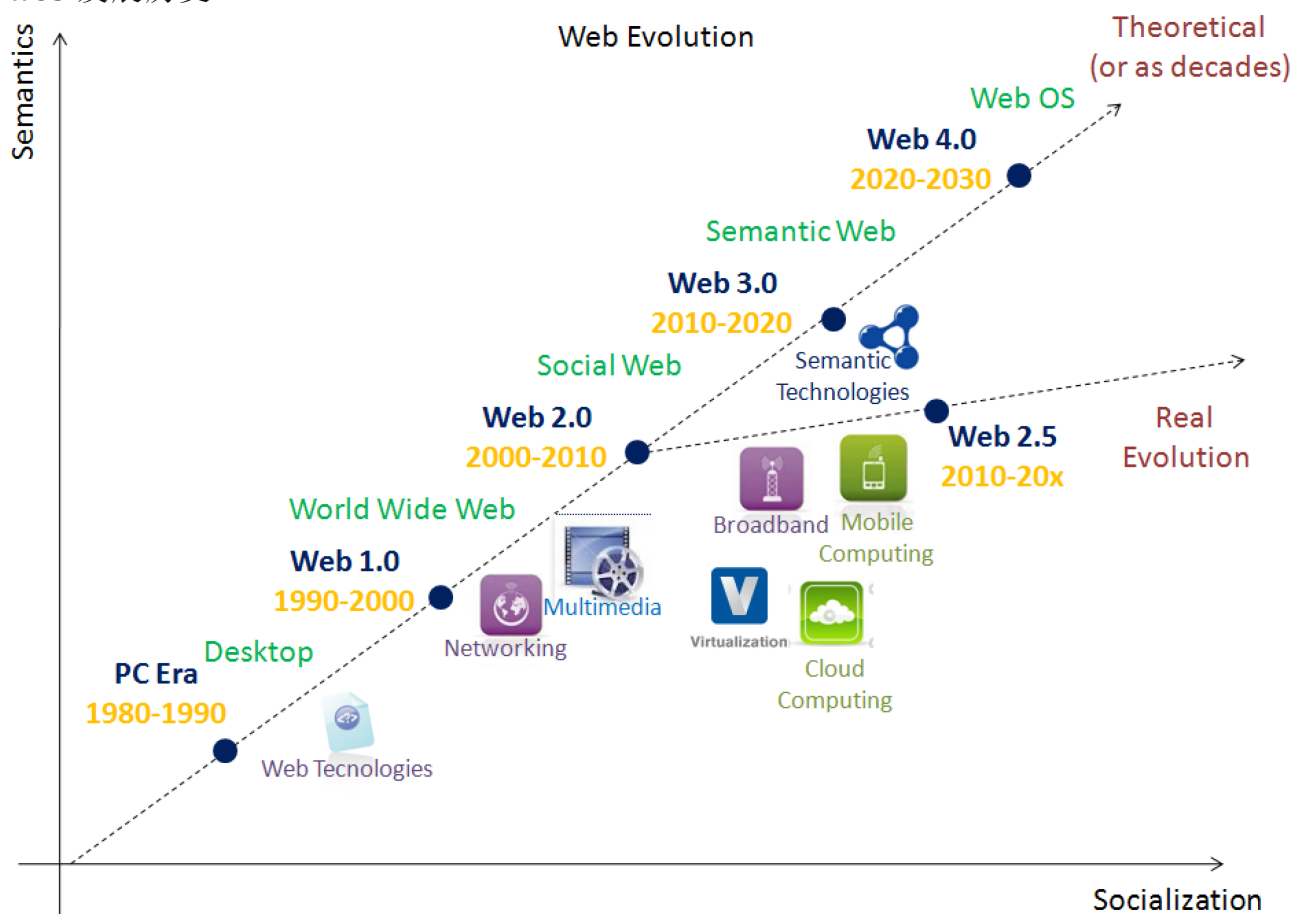 Web Evolution
Semantics
Theoretical
(or as decades)
Web OS
Web 4.0
2020-2030
Semantic Web
Web 3.0
2010-2020
Semantic
Technologies
Social Web
Web 2.0
2000-2010
Web 2.5
2010-20x
Real
Evolution
Broadband
Mobile
Computing
World Wide Web
Web 1.0
1990-2000
Multimedia
Networking
V
Virtualization
Cloud
Computing
Desktop
PC Era
1980-1990
Web Tecnologies
Socialization